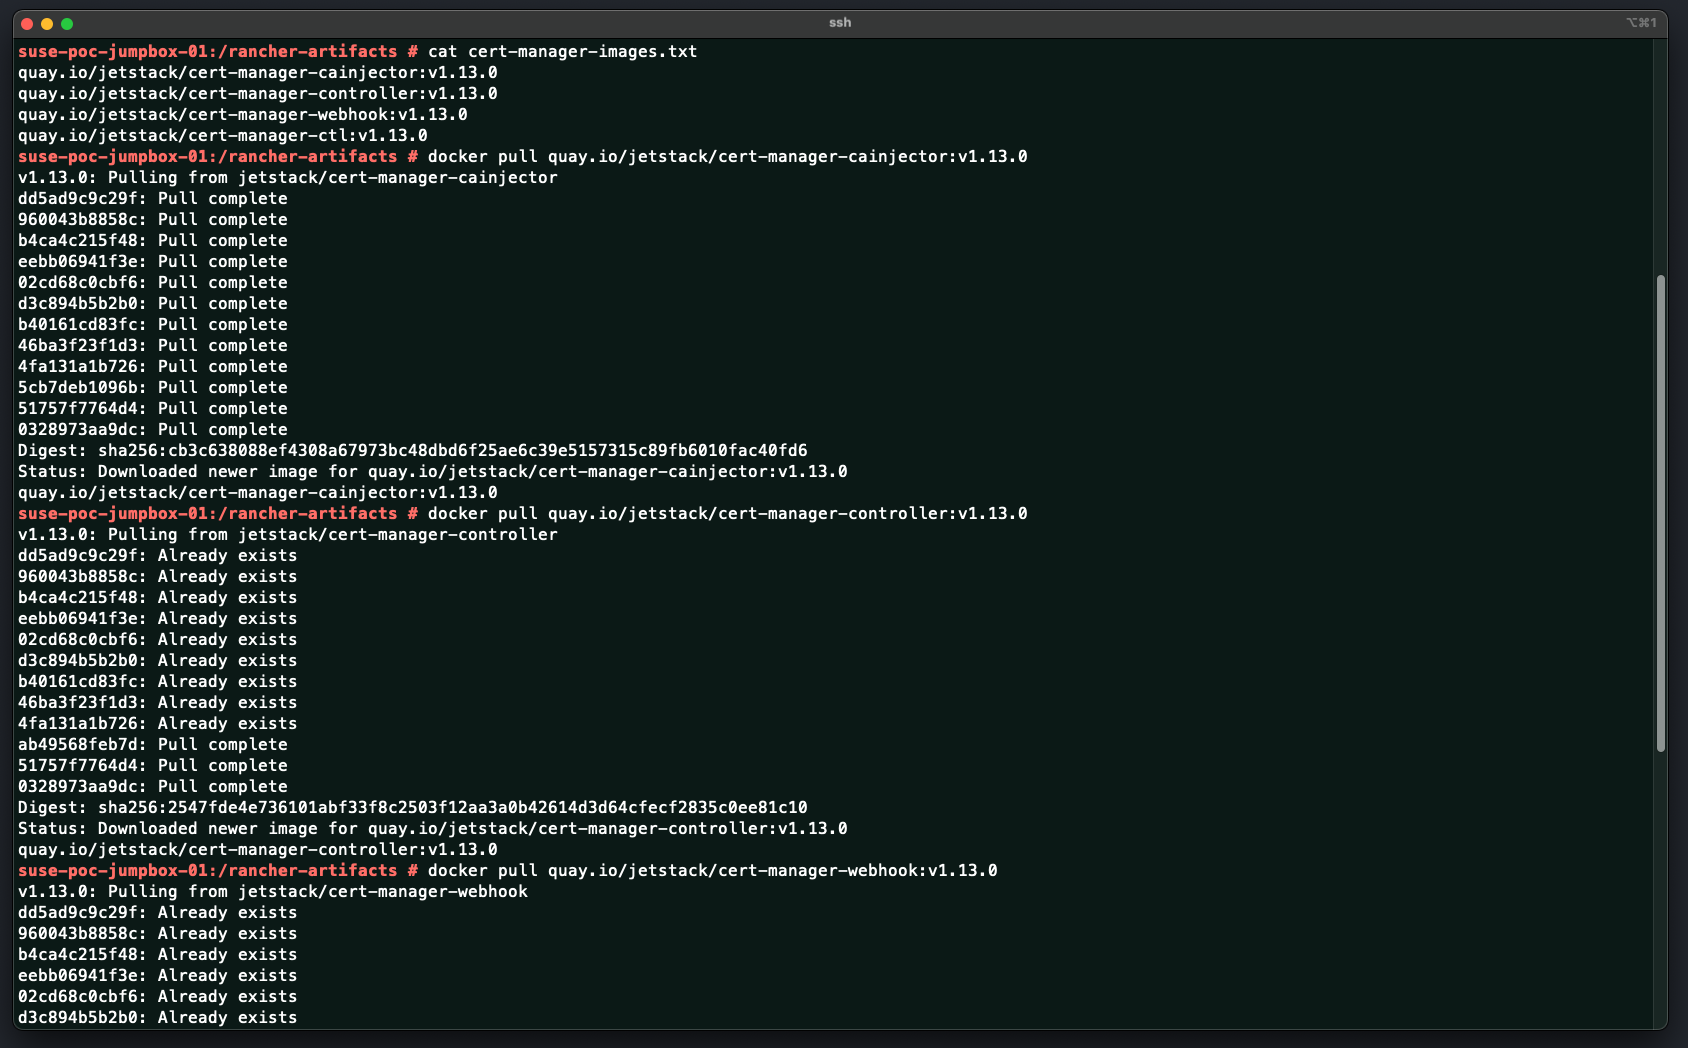 ssh
⌥⌘1
suse-poc-jumpbox-01:/rancher-artifacts # cat cert-manager-images.txt
quay.io/jetstack/cert-manager-cainjector:v1.13.0
quay.io/jetstack/cert-manager-controller:v1.13.0
quay.io/jetstack/cert-manager-webhook:v1.13.0
quay.io/jetstack/cert-manager-ctl:v1.13.0
suse-poc-jumpbox-01:/rancher-artifacts # docker pull quay.io/jetstack/cert-manager-cainjector:v1.13.0
v1.13.0: Pulling from jetstack/cert-manager-cainjector
dd5ad9c9c29f: Pull complete
960043b8858c: Pull complete
b4ca4c215f48: Pull complete
eebb06941f3e: Pull complete
02cd68c0cbf6: Pull complete
d3c894b5b2b0: Pull complete
b40161cd83fc: Pull complete
46ba3f23f1d3: Pull complete
4fa131a1b726: Pull complete
5cb7deb1096b: Pull complete
51757f7764d4: Pull complete
0328973aa9dc: Pull complete
Digest: sha256:cb3c638088ef4308a67973bc48dbd6f25ae6c39e5157315c89fb6010fac40fd6
Status: Downloaded newer image for quay.io/jetstack/cert-manager-cainjector:v1.13.0
quay.io/jetstack/cert-manager-cainjector:v1.13.0
suse-poc-jumpbox-01:/rancher-artifacts # docker pull quay.io/jetstack/cert-manager-controller:v1.13.0
v1.13.0: Pulling from jetstack/cert-manager-controller
dd5ad9c9c29f: Already exists
960043b8858c: Already exists
b4ca4c215f48: Already exists
eebb06941f3e: Already exists
02cd68c0cbf6: Already exists
d3c894b5b2b0: Already exists
b40161cd83fc: Already exists
46ba3f23f1d3: Already exists
4fa131a1b726: Already exists
ab49568feb7d: Pull complete
51757f7764d4: Pull complete
0328973aa9dc: Pull complete
Digest: sha256:2547fde4e736101abf33f8c2503f12aa3a0b42614d3d64cfecf2835c0ee81c10
Status: Downloaded newer image for quay.io/jetstack/cert-manager-controller:v1.13.0
quay.io/jetstack/cert-manager-controller:v1.13.0
suse-poc-jumpbox-01:/rancher-artifacts # docker pull quay.io/jetstack/cert-manager-webhook:v1.13.0
v1.13.0: Pulling from jetstack/cert-manager-webhook
dd5ad9c9c29f: Already exists
960043b8858c: Already exists
b4ca4c215f48: Already exists
eebb06941f3e: Already exists
02cd68c0cbf6: Already exists
d3c894b5b2b0: Already exists